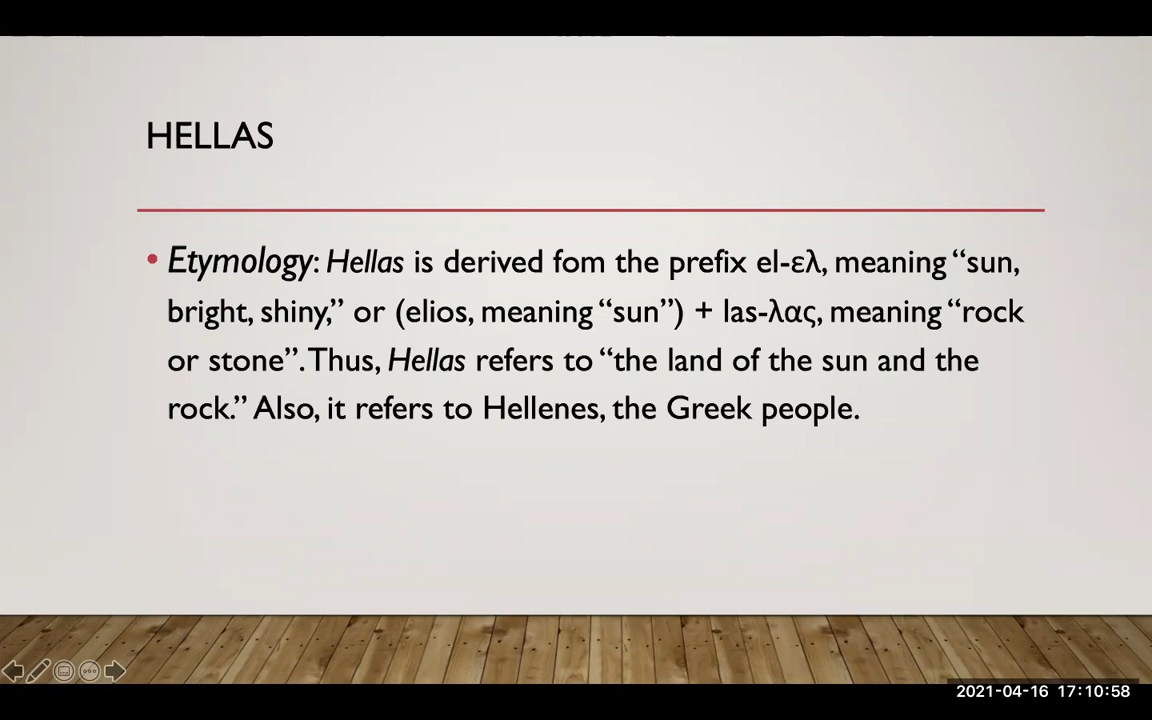 HELLAS
• Etymology: Hellas is derived fom the prefix el-ελ, meaning “sun,
bright, shiny,” or (elios, meaning “sun”) + las-λας, meaning “rock
or stone”. Thus, Hellas refers to “the land of the sun and the
rock.” Also, it refers to Hellenes, the Greek people.
2021-04-16 17:10:58